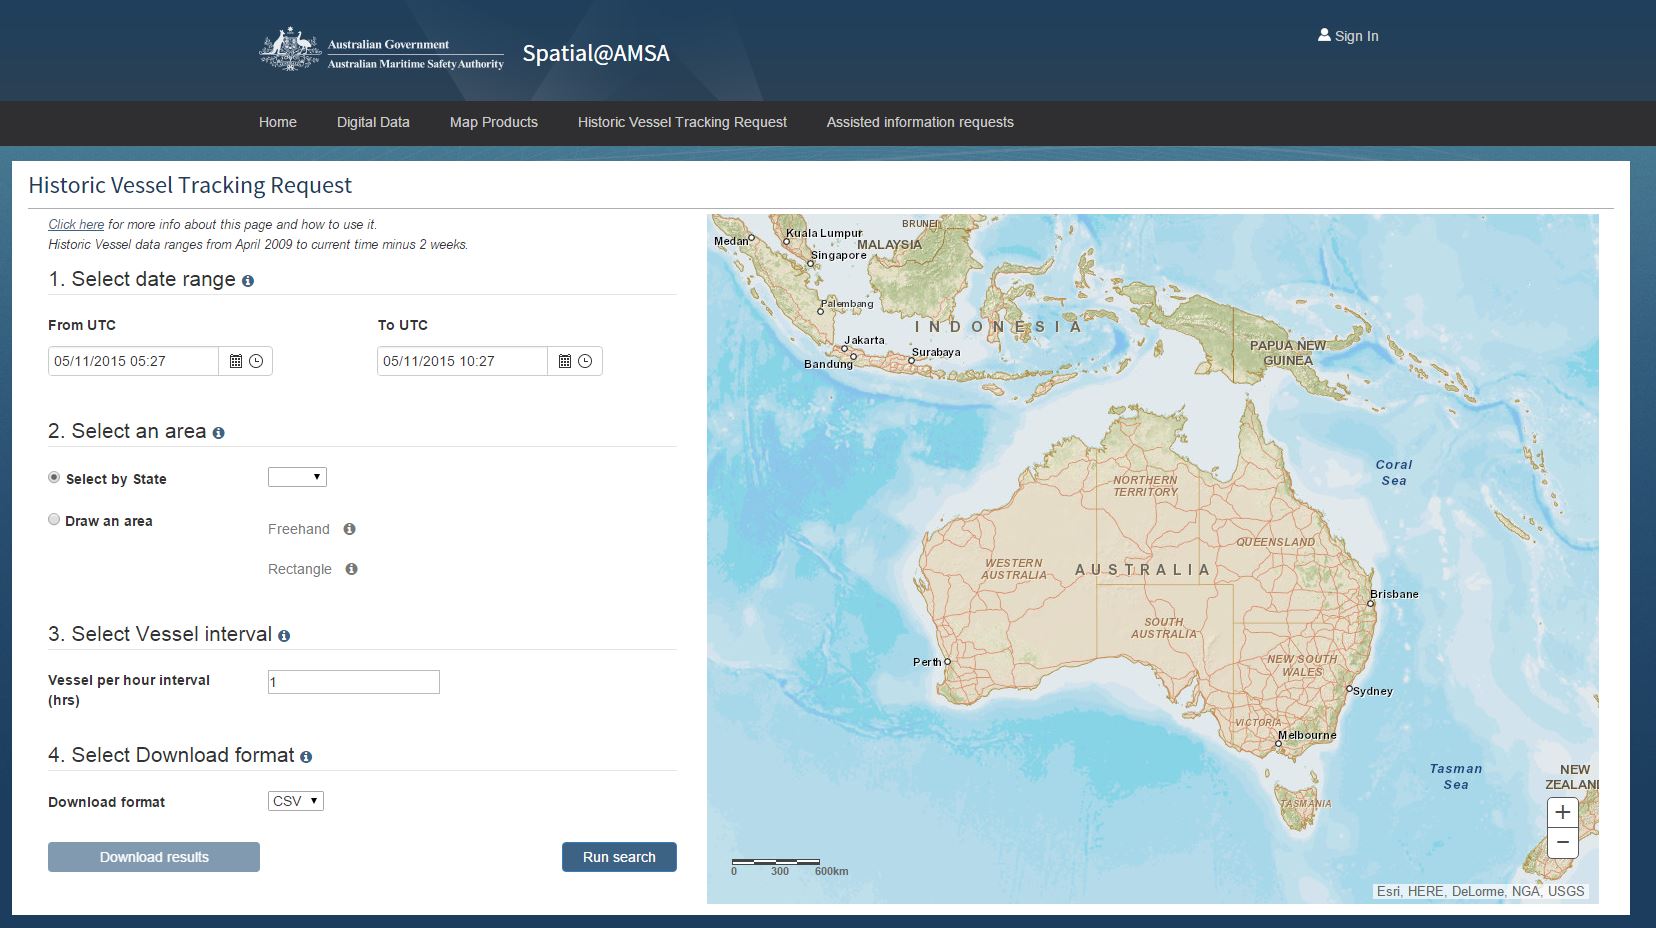 Australian Government
Australian Maritime Safety Authority
Spatial@AMSA
Sign In
Home
Digital Data
Map Products
Historic Vessel Tracking Request
Assisted information requests
Historic Vessel Tracking Request
Click here for more info about this page and how to use it.
Historic Vessel data ranges from April 2009 to current time minus 2 weeks.
1. Select date range
From UTC
To UTC
05/11/2015 05:27
05/11/2015 10:27
2. Select an area
Select by State
Draw an area
Freehand
Rectangle
3. Select Vessel interval
Vessel per hour interval
(hrs)
1
4. Select Download format
Download format
CSV
Download results
Run search
BRUNEI
Medan
Kuala Lumpur
MALAYSIA
Singapore
Palembang
INDONESIA
Jakarta
Surabaya
Bandung
PAPUA NEW
GUINEA
Coral
Sea
NORTHERN
TERRITORY
QUEENSLAND
WESTERN
AUSTRALIA
AUSTRALIA
Brisbane
SOUTH
AUSTRALIA
Perth
NEW SOUTH
WALES
Sydney
VICTORIA
Melbourne
Tasman
Sea
NEW
ZEALAN
TASMANIA
+
−
0 300 600km
Esri, HERE, DeLorme, NGA, USGS